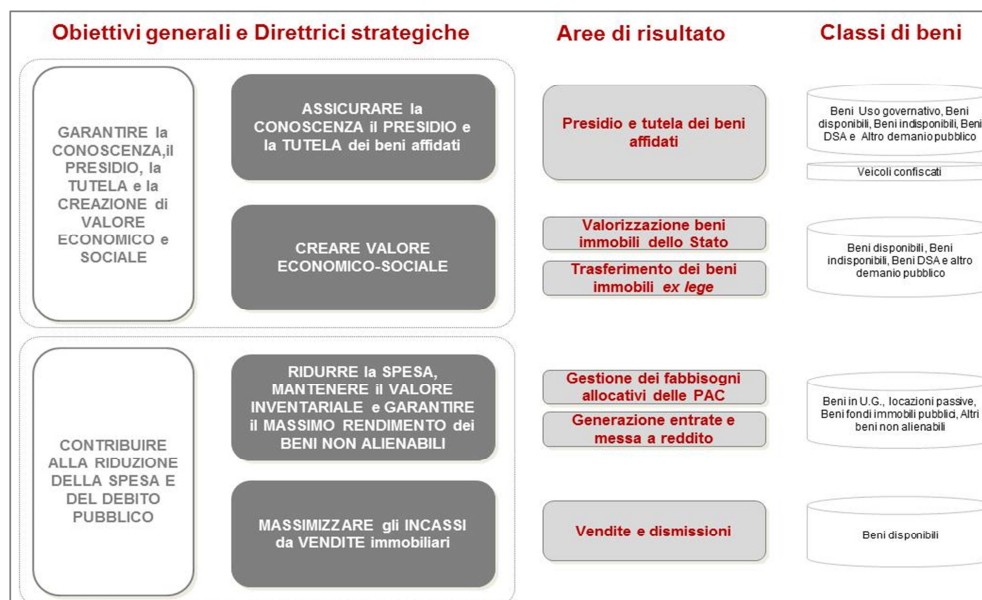 Obiettivi generali e Direttrici strategiche
Aree di risultato
Classi di beni
GARANTIRE la
CONOSCENZA,il
PRESIDIO, la
TUTELA e la
CREAZIONE di
VALORE
ECONOMICO e
SOCIALE
ASSICURARE la
CONOSCENZA il PRESIDIO e
la TUTELA dei beni affidati
Presidio e tutela dei beni
affidati
Beni Uso governativo, Beni
disponibili, Beni indisponibili, Beni
DSA e Altro demanio pubblico
Veicoli confiscati
CREARE VALORE
ECONOMICO-SOCIALE
Valorizzazione beni
immobili dello Stato
Trasferimento dei beni
immobili ex lege
Beni disponibili, Beni
indisponibili, Beni DSA e altro
demanio pubblico
CONTRIBUIRE
ALLA RIDUZIONE
DELLA SPESA E
DEL DEBITO
PUBBLICO
RIDURRE la SPESA,
MANTENERE il VALORE
INVENTARIALE e GARANTIRE
il MASSIMO RENDIMENTO dei
BENI NON ALIENABILI
Gestione dei fabbisogni
allocativi delle PAC
Generazione entrate e
messa a reddito
Beni in U.G., locazioni passive,
Beni fondi immobili pubblici, Altri
beni non alienabili
MASSIMIZZARE gli INCASSI
da VENDITE immobiliari
Vendite e dismissioni
Beni disponibili